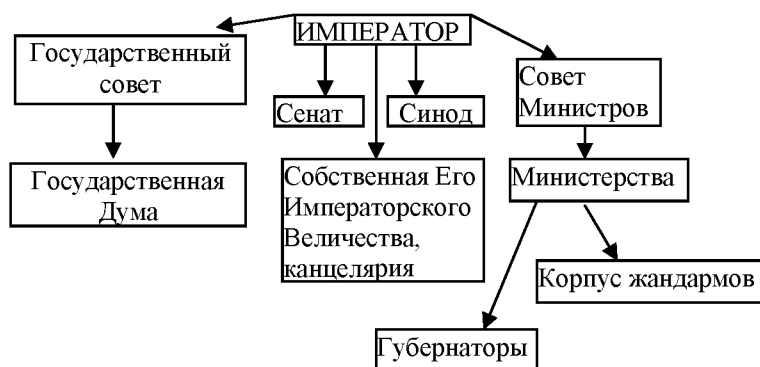 ИМПЕРАТОР
Государственный
совет
Сенат
Синод
Совет
Министров
Государственная
Дума
Собственная Его
Императорского
Величества,
канцелярия
Министерства
Корпус жандармов
Губернаторы